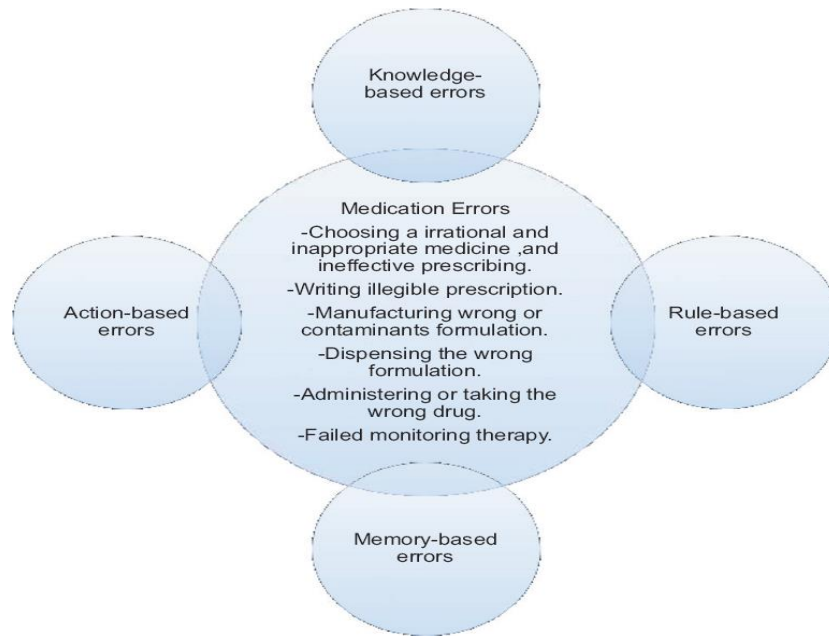 Knowledge-
based errors
Medication Errors
-Choosing a irrational and
inappropriate medicine ,and
ineffective prescribing.
-Writing illegible prescription.
-Manufacturing wrong or
contaminants formulation.
-Dispensing the wrong
formulation.
-Administering or taking the
wrong drug.
-Failed monitoring therapy.
Action-based
errors
Rule-based
errors
Memory-based
errors